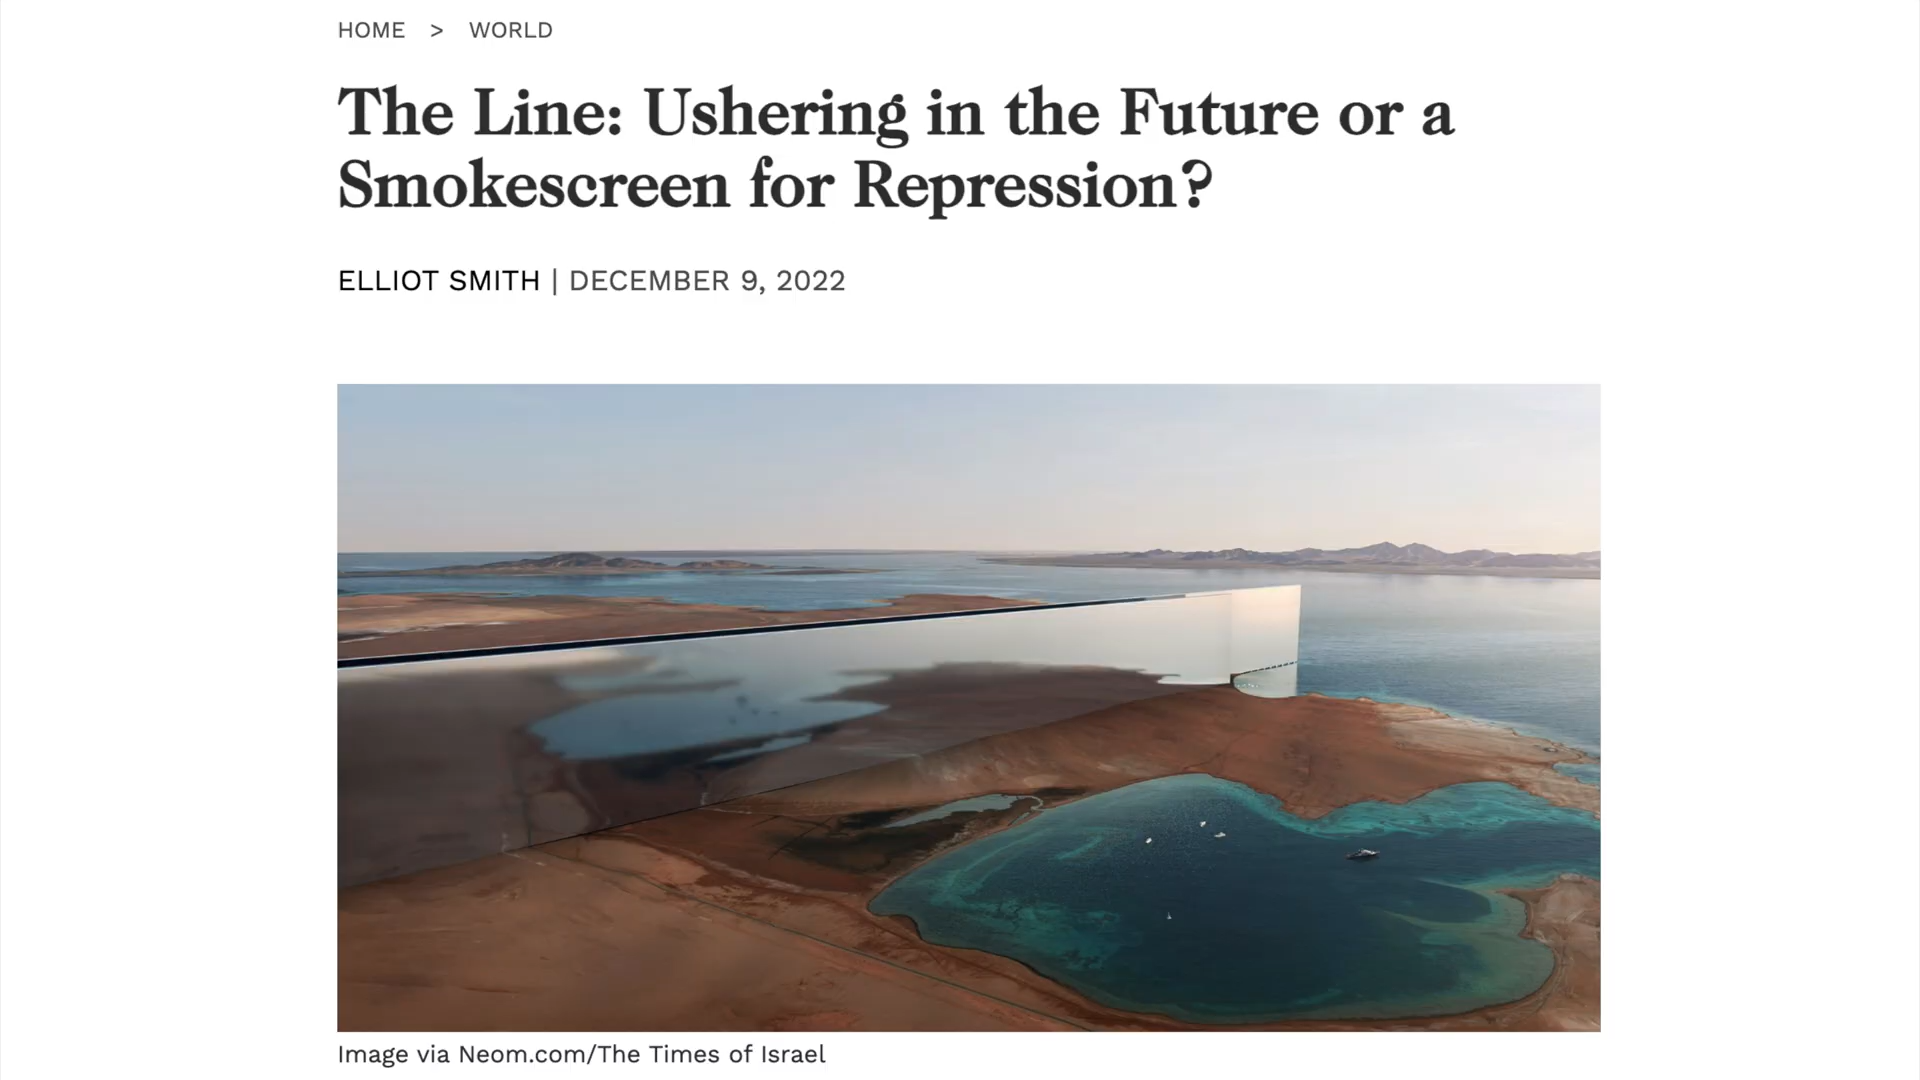 HOME > WORLD
The Line: Ushering in the Future or a
Smokescreen for Repression?
ELLIOT SMITH | DECEMBER 9, 2022
Image via Neom.com/The Times of Israel